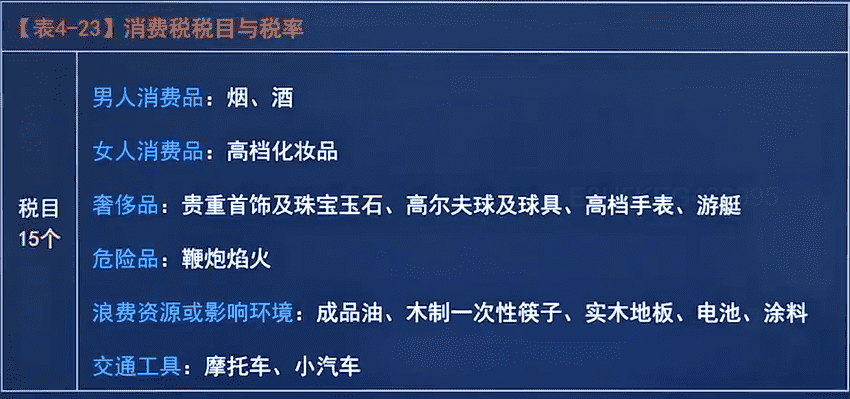 【表4-23】消费税税目与税率
税目
15个
男人消费品：烟、酒
女人消费品：高档化妆品
奢侈品：贵重首饰及珠宝玉石、高尔夫球及球具、高档手表、游艇
危险品：鞭炮焰火
浪费资源或影响环境：成品油、木制一次性筷子、实木地板、电池、涂料
交通工具：摩托车、小汽车